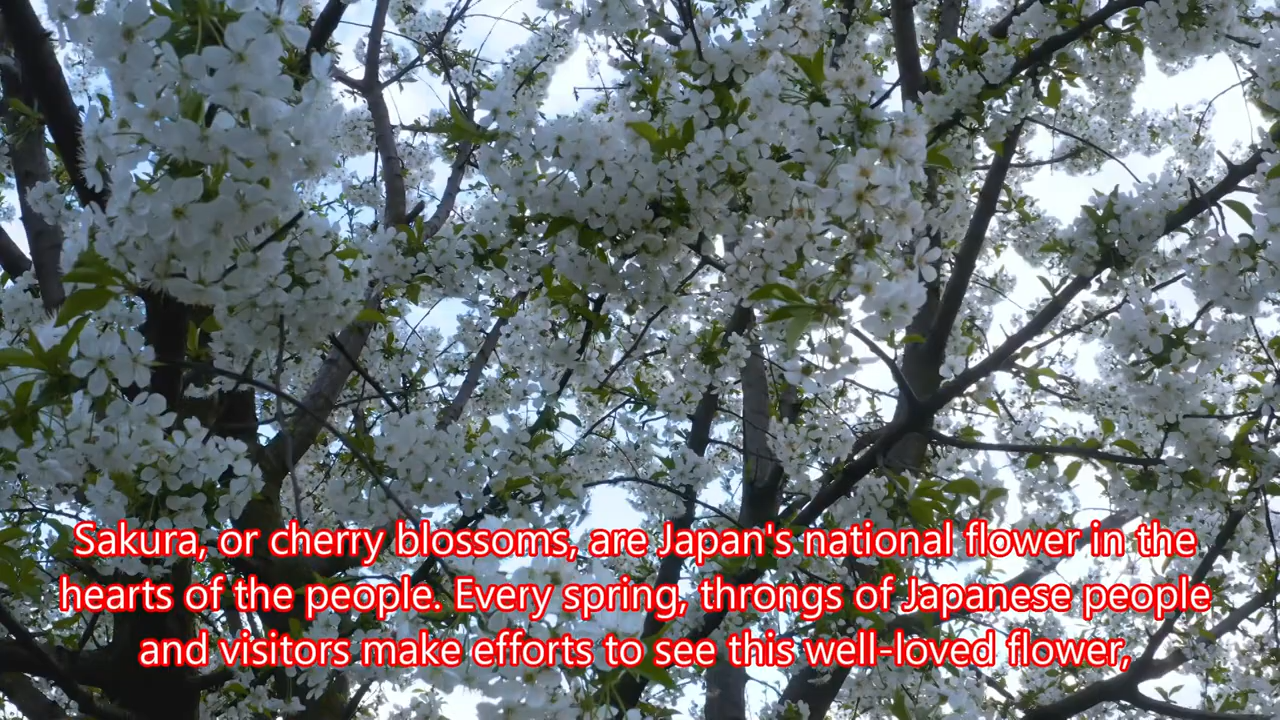 Sakura, or cherry blossoms, are Japan's national flower in the
hearts of the people. Every spring, throngs of Japanese people
and visitors make efforts to see this well-loved flower,